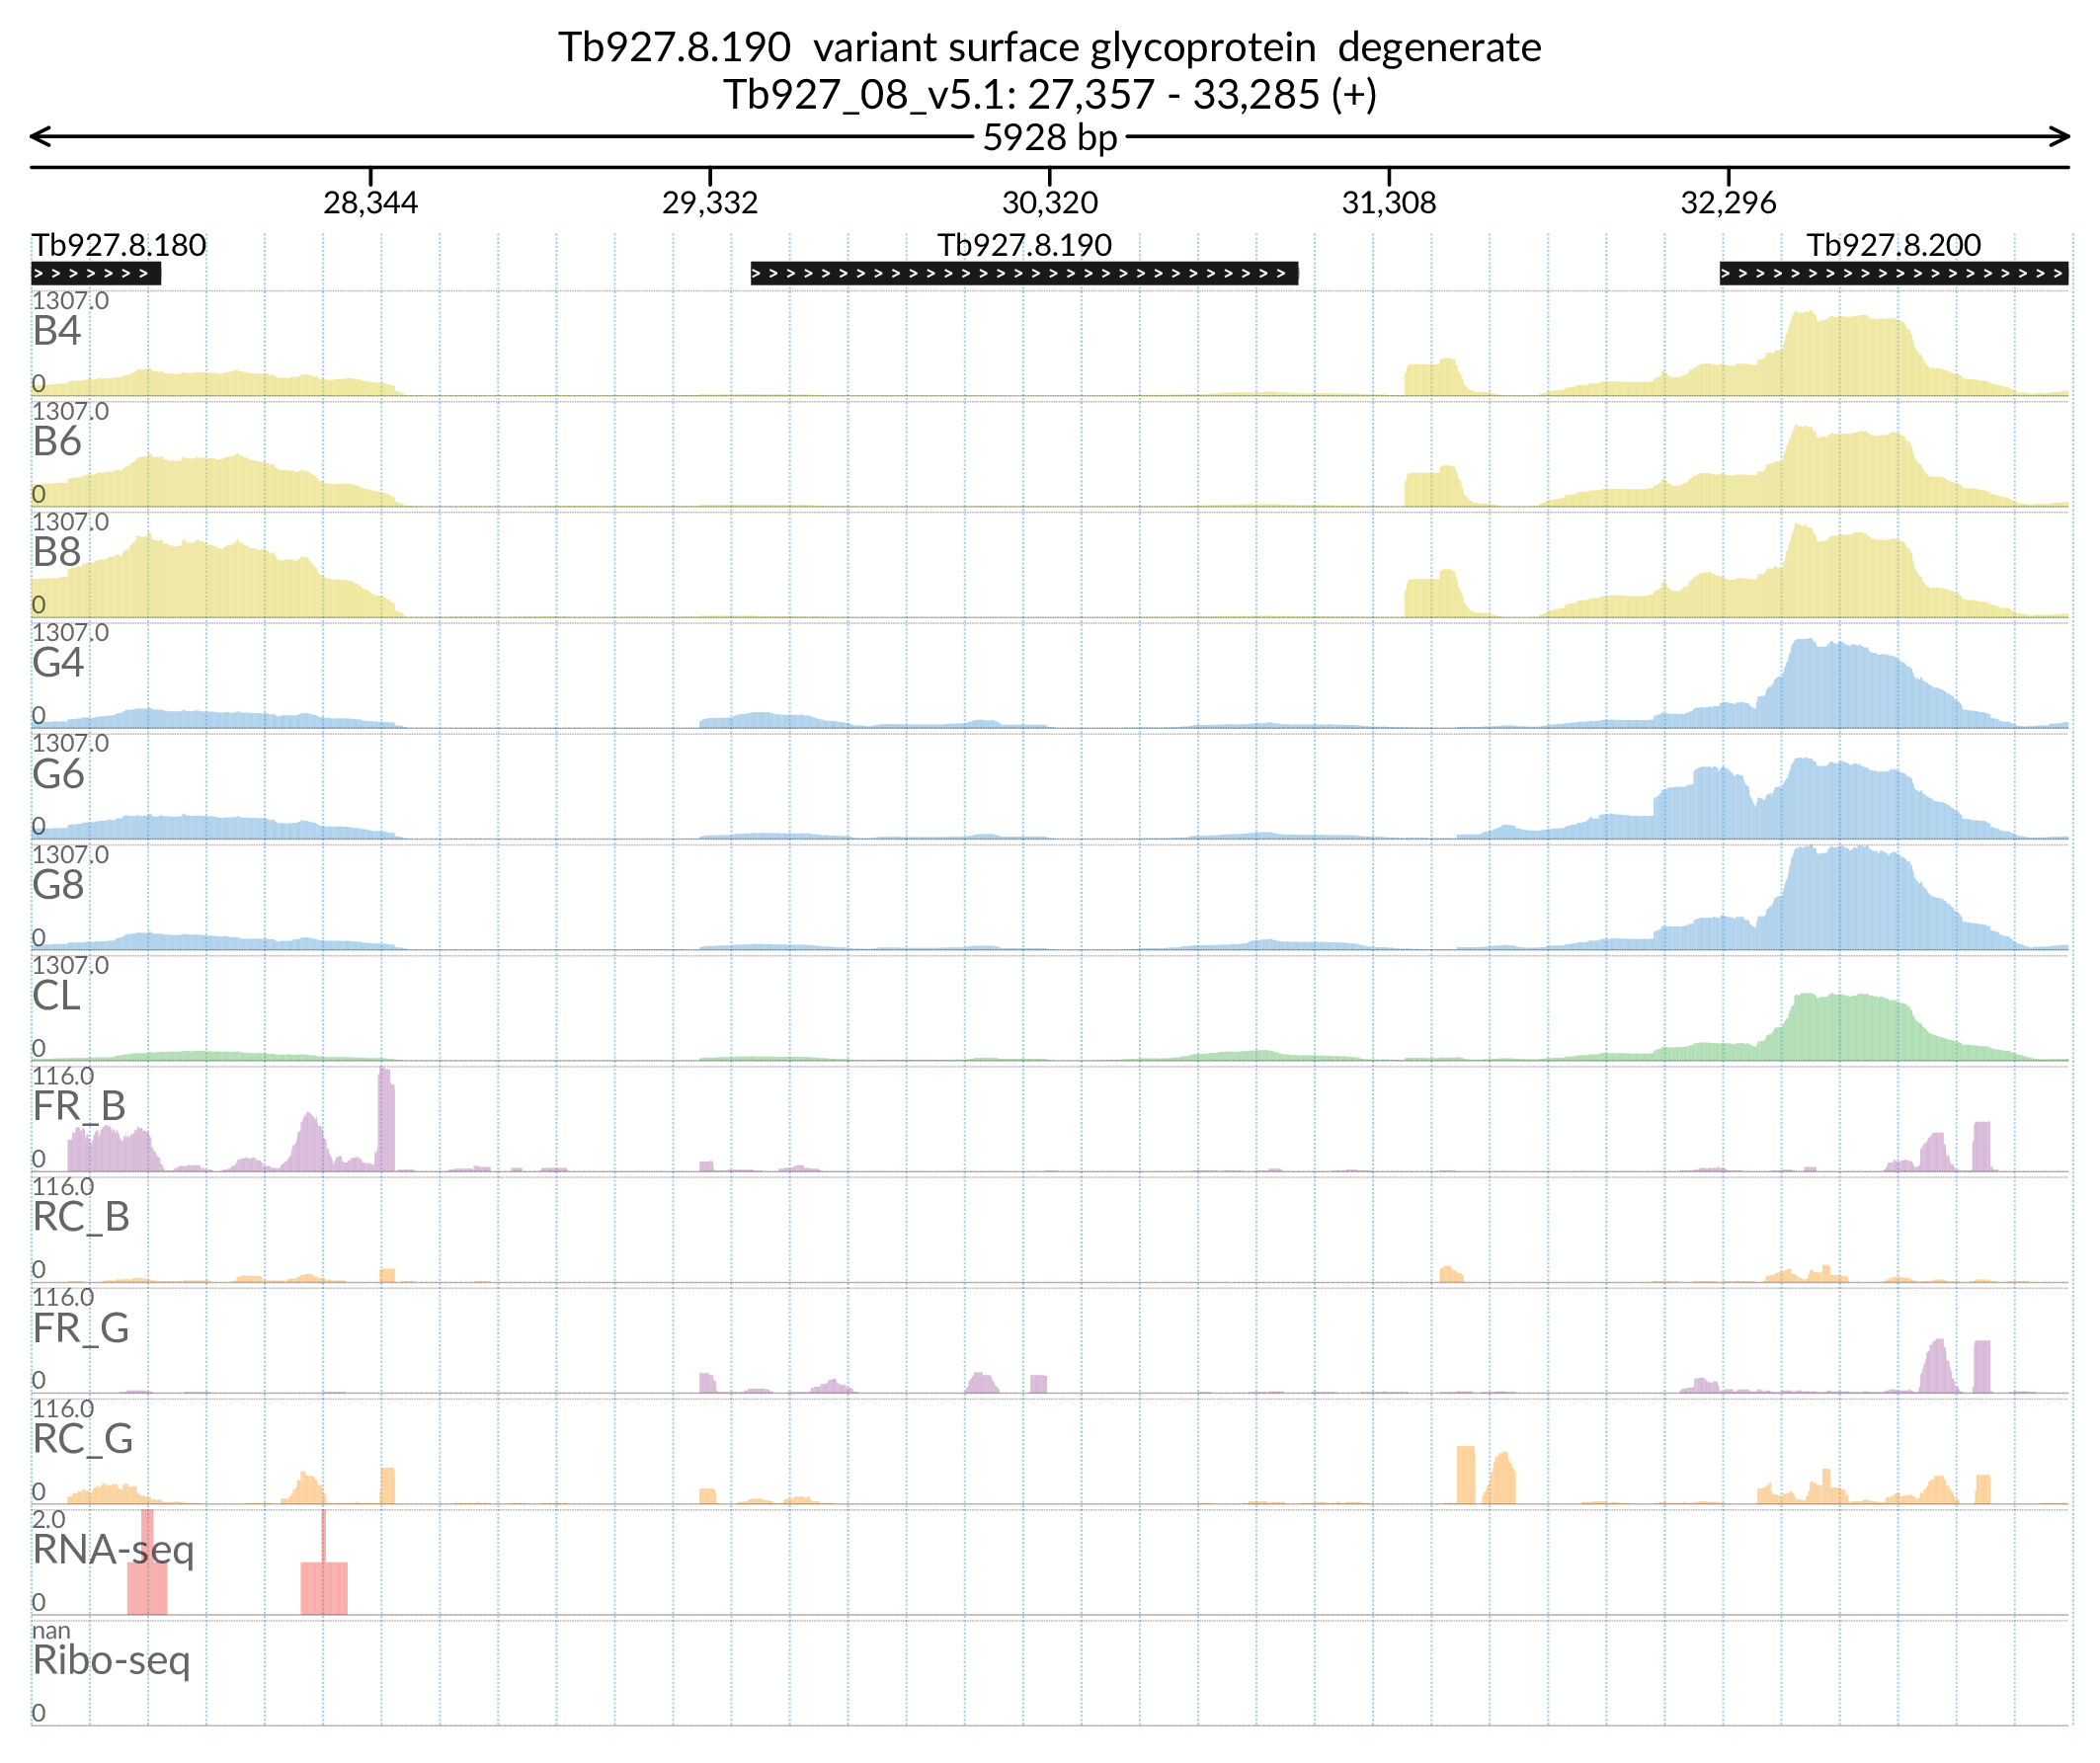 Tb927.8.190 variant surface glycoprotein degenerate
Tb927_08_v5.1: 27,357 - 33,285 (+)
5928 bp
28,344 29,332 30,320 31,308 32,296
Tb927.8.180 Tb927.8.190 Tb927.8.200
1307.0
B4
0
1307.0
B6
0
1307.0
B8
0
1307.0
G4
0
1307.0
G6
0
1307.0
G8
0
1307.0
CL
0
116.0
FR_B
0
116.0
RC_B
0
116.0
FR_G
0
116.0
RC_G
0
2.0
RNA-seq
0
nan
Ribo-seq
0